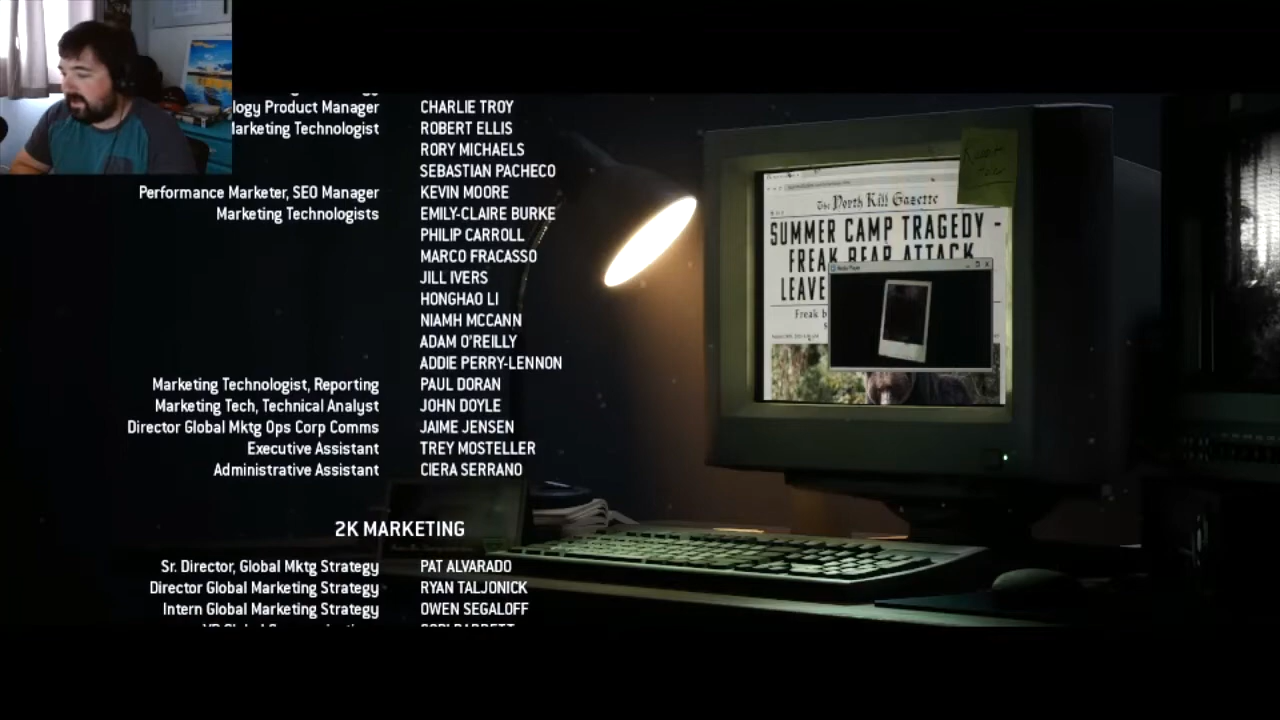 logy Product Manager CHARLIE TROY
Marketing Technologist ROBERT ELLIS
RORY MICHAELS
SEBASTIAN PACHECO
Performance Marketer, SEO Manager KEVIN MOORE
Marketing Technologists EMILY-CLAIRE BURKE
PHILIP CARROLL
MARCO FRACASSO
JILL IVERS
HONGHAO LI
NIAMH MCCANN
ADAM O'REILLY
ADDIE PERRY-LENNON
Marketing Technologist, Reporting PAUL DORAN
Marketing Tech, Technical Analyst JOHN DOYLE
Director Global Mktg Ops Corp Comms JAIME JENSEN
Executive Assistant TREY MOSTELLER
Administrative Assistant CIERA SERRANO
2K MARKETING
Sr. Director, Global Mktg Strategy PAT ALVARADO
Director Global Marketing Strategy RYAN TALJONICK
Intern Global Marketing Strategy OWEN SEGALOFF
The North Kill Gazette
SUMMER CAMP TRAGEDY -
FREAK BEAR ATTACK
LEAVE
Freak b
Media Player